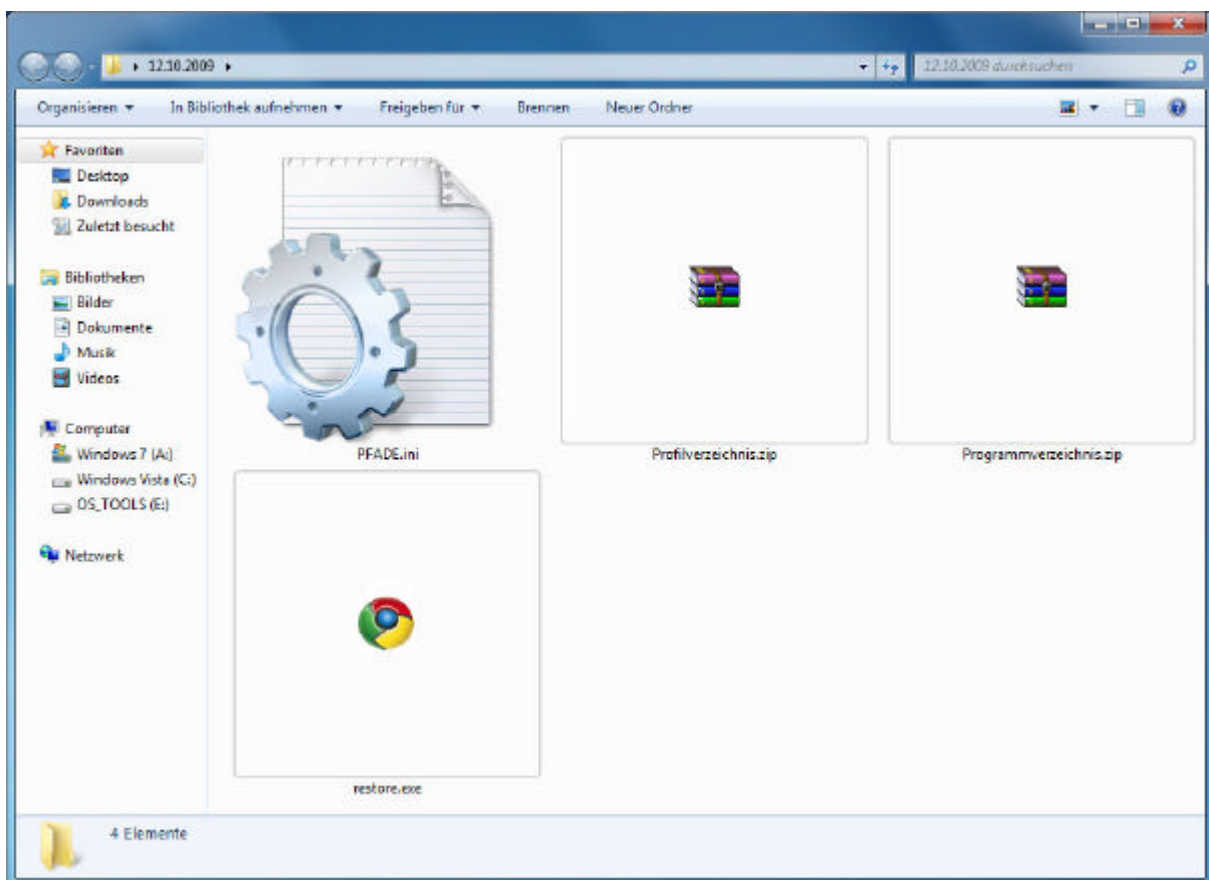 12.10.2009
12.10.2009 durchsuchen
Organisieren In Bibliothek aufnehmen Freigeben für Brennen Neuer Ordner
Favoriten
Desktop
Downloads
Zuletzt besucht
Bibliotheken
Bilder
Dokumente
Musik
Videos
Computer
Windows 7 (A:)
Windows Vista (C:)
OS_TOOLS (E:)
Netzwerk
PFADE.ini
Profilverzeichnis.zip
Programmverzeichnis.zip
restore.exe
4 Elemente